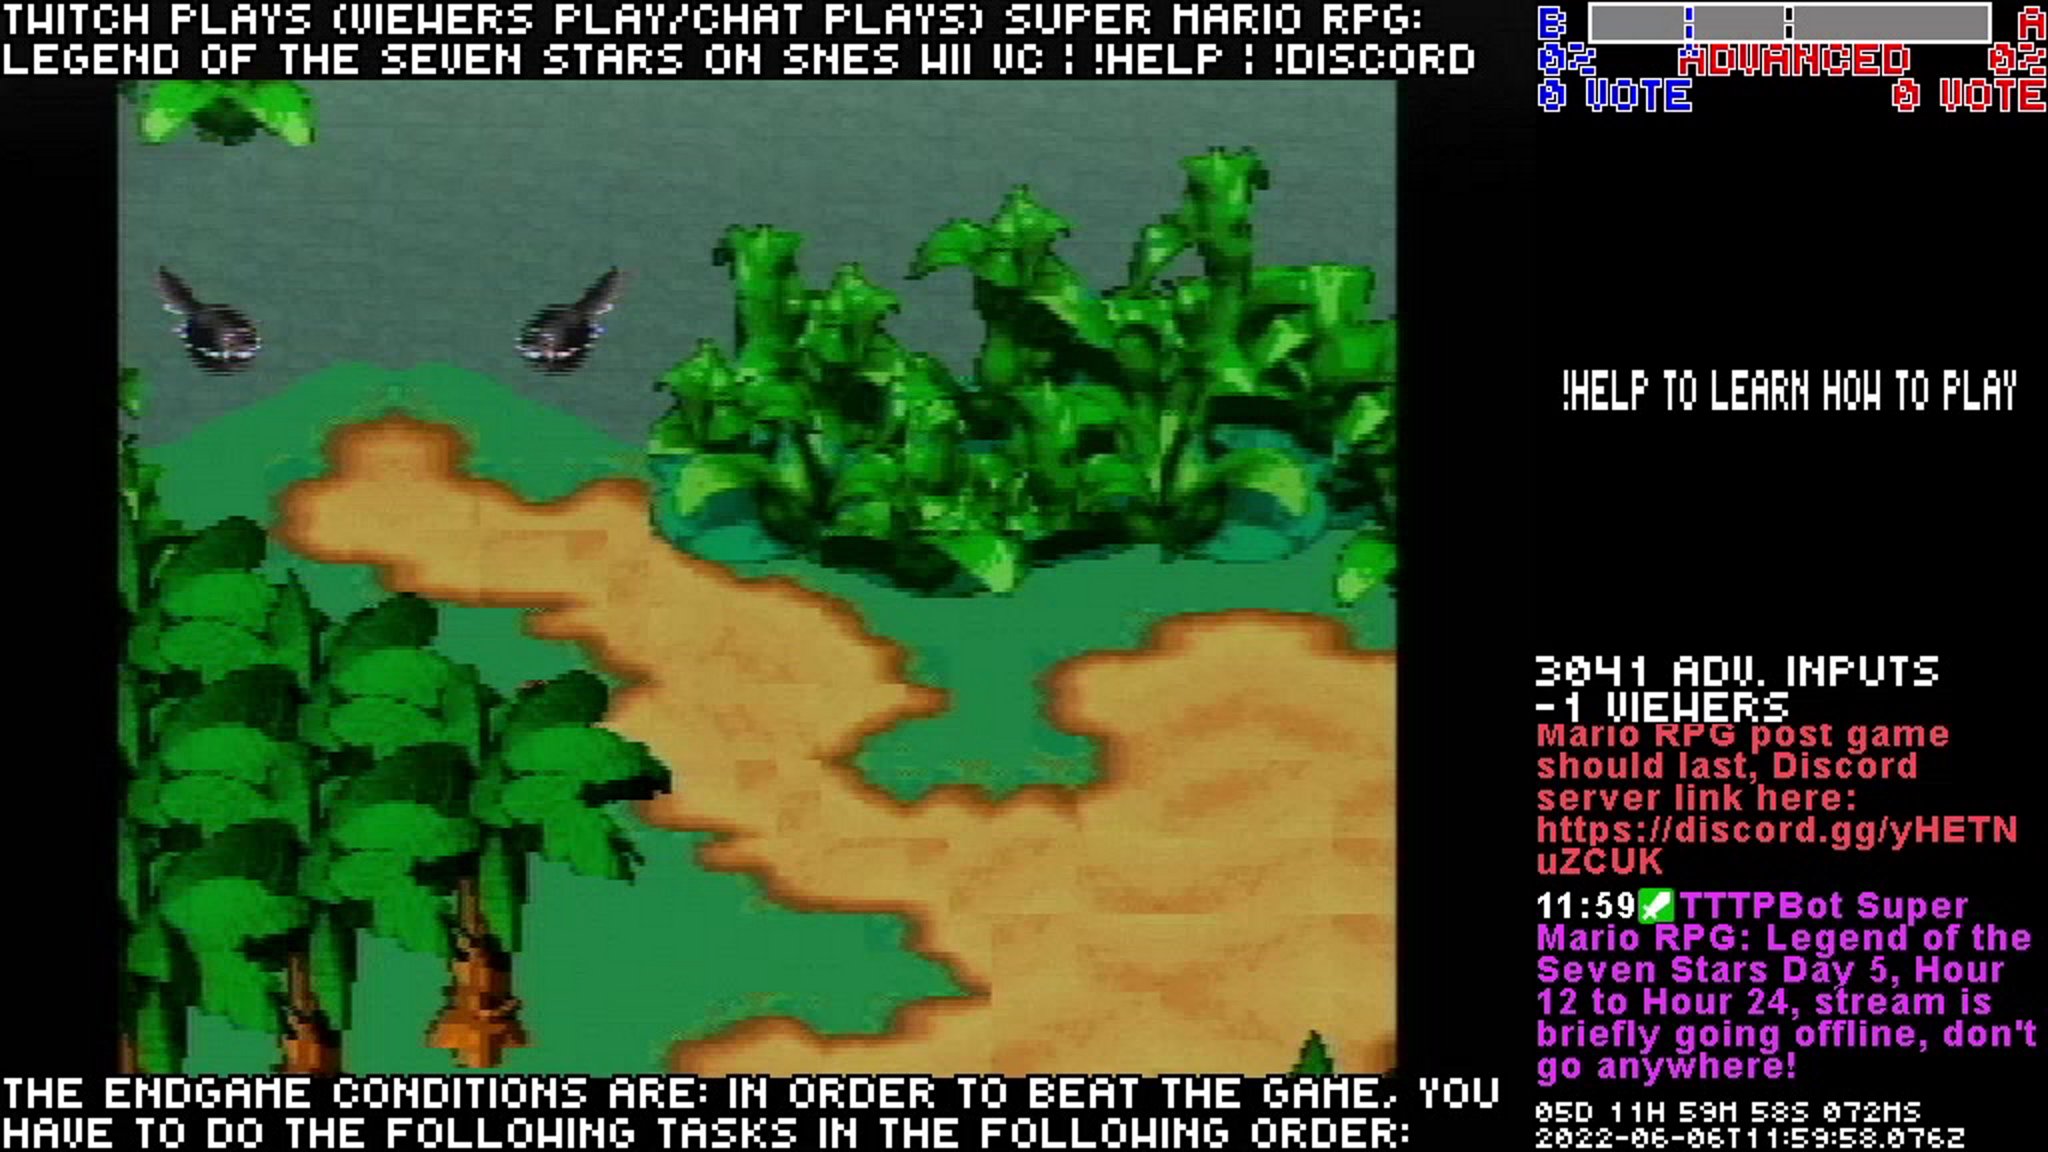 TWITCH PLAYS (VIEWERS PLAY/CHAT PLAYS) SUPER MARIO RPG:
LEGEND OF THE SEVEN STARS ON SNES WII VC ¦ !HELP ¦ !DISCORD
B A
0% ADVANCED 0%
0 VOTE 0 VOTE
!HELP TO LEARN HOW TO PLAY
3041 ADV. INPUTS
-1 VIEWERS
Mario RPG post game
should last, Discord
server link here:
https://discord.gg/yHETN
uZCUK
11:59 TTTPBot Super
Mario RPG: Legend of the
Seven Stars Day 5, Hour
12 to Hour 24, stream is
briefly going offline, don't
go anywhere!
THE ENDGAME CONDITIONS ARE: IN ORDER TO BEAT THE GAME, YOU
HAVE TO DO THE FOLLOWING TASKS IN THE FOLLOWING ORDER:
05D 11H 59M 58S 072MS
2022-06-06T11:59:58.076Z